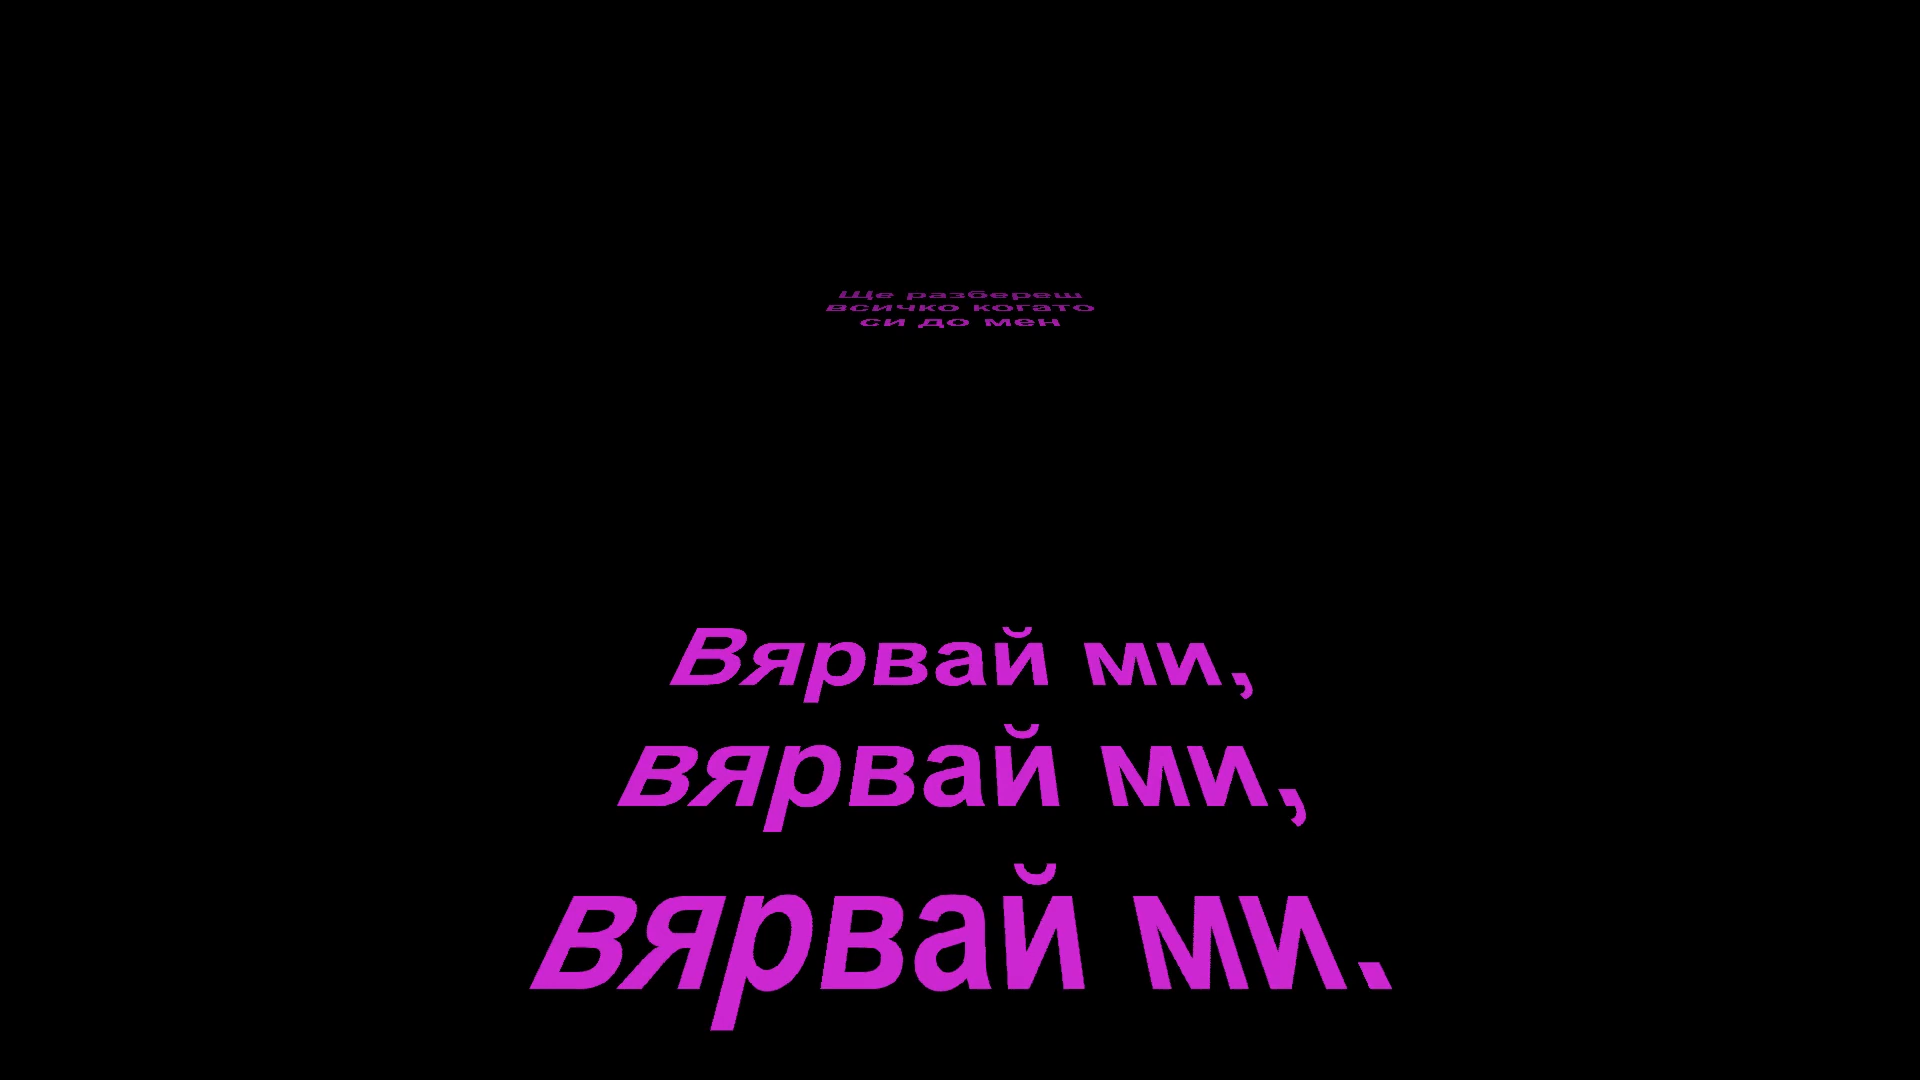 Ще разбереш
всичко когато
си до мен
Вярвай ми,
вярвай ми,
вярвай ми.